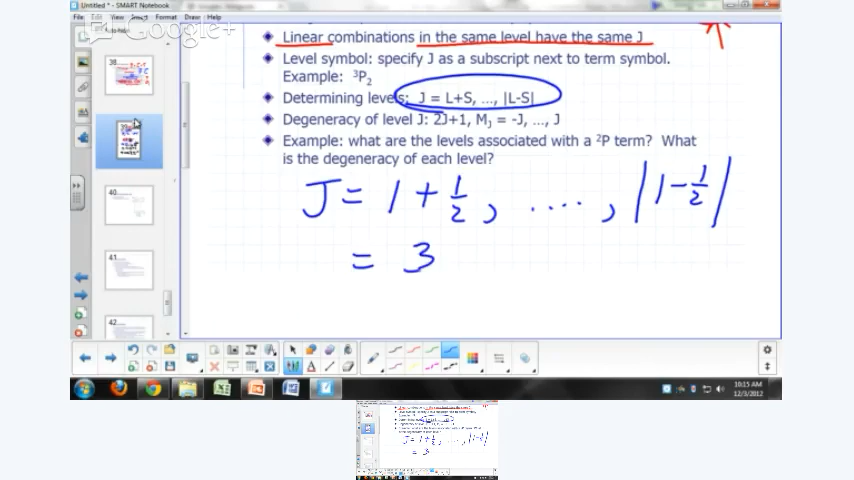 Untitled * - SMART Notebook
File Edit View Insert Format Draw Help
Google+
38
40
41
42
Linear combinations in the same level have the same J
Level symbol: specify J as a subscript next to term symbol.
Example: ³P₂
Determining levels: J = L+S, ..., |L-S|
Degeneracy of level J: 2J+1, M_J = -J, ..., J
Example: what are the levels associated with a ²P term? What
is the degeneracy of each level?
J = 1 + 1/2, ...., |1 - 1/2|
= 3
10:15 AM
12/3/2012